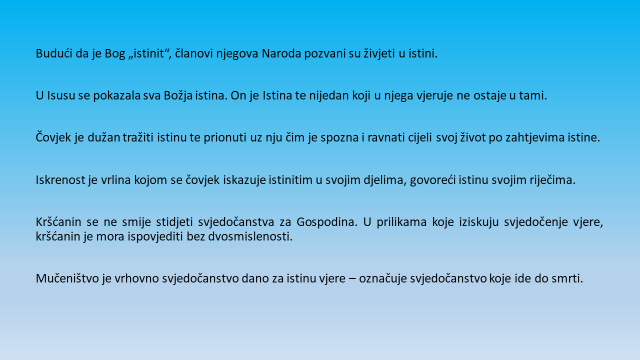 Budući da je Bog „istinit“, članovi njegova Naroda pozvani su živjeti u istini.
U Isusu se pokazala sva Božja istina. On je Istina te nijedan koji u njega vjeruje ne ostaje u tami.
Čovjek je dužan tražiti istinu te prionuti uz nju čim je spozna i ravnati cijeli svoj život po zahtjevima istine.
Iskrenost je vrlina kojom se čovjek iskazuje istinitim u svojim djelima, govoreći istinu svojim riječima.
Kršćanin se ne smije stidjeti svjedočanstva za Gospodina. U prilikama koje iziskuju svjedočenje vjere,
kršćanin je mora ispovjediti bez dvosmislenosti.
Mučeništvo je vrhovno svjedočanstvo dano za istinu vjere – označuje svjedočanstvo koje ide do smrti.